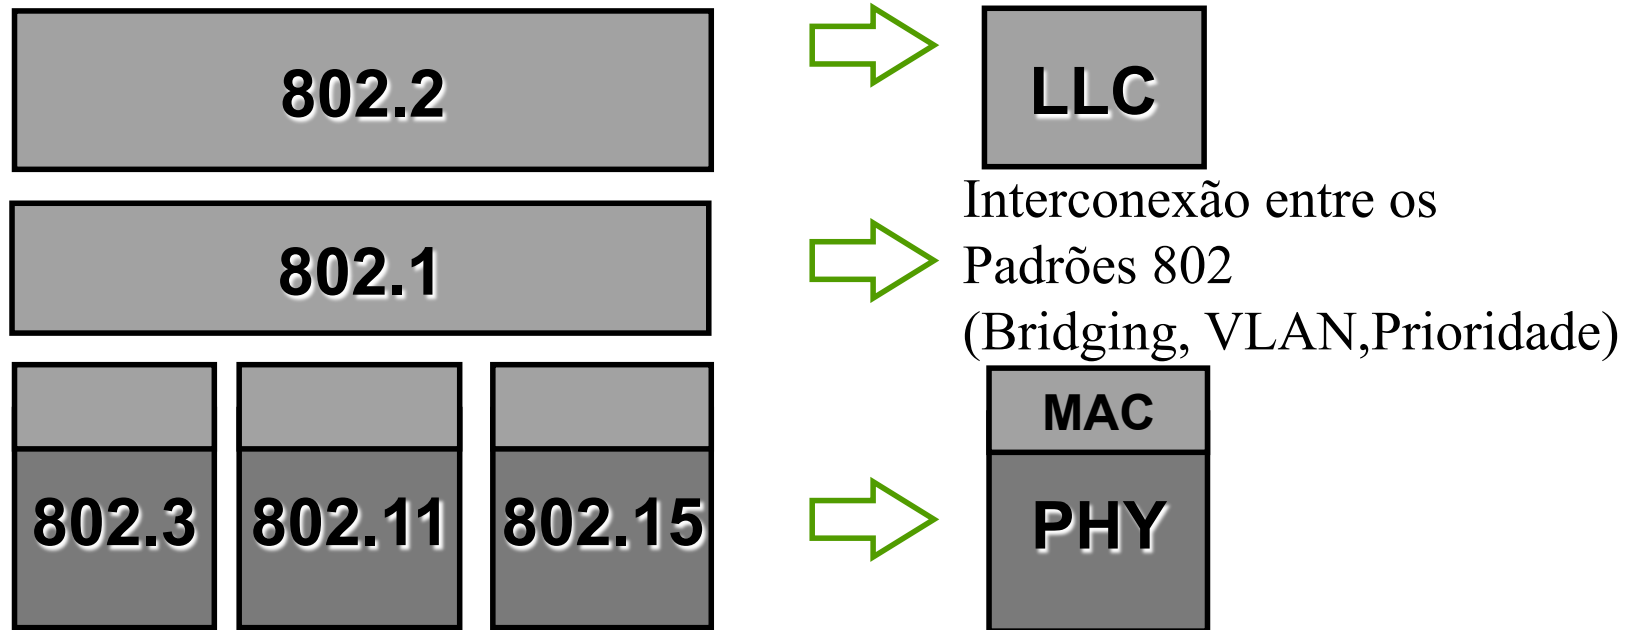 802.2
LLC
802.1
Interconexão entre os
Padrões 802
(Bridging, VLAN,Prioridade)
MAC
802.3
802.11
802.15
PHY